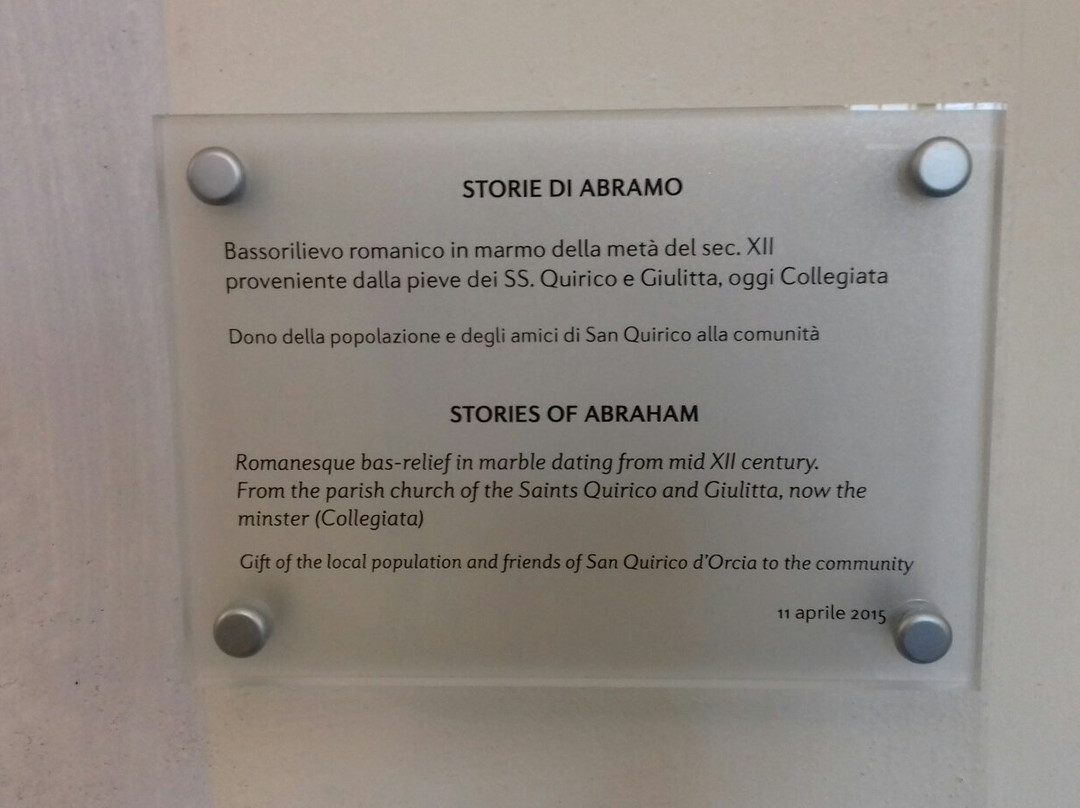 STORIE DI ABRAMO
Bassorilievo romanico in marmo della metà del sec. XII
proveniente dalla pieve dei SS. Quirico e Giulitta, oggi Collegiata
Dono della popolazione e degli amici di San Quirico alla comunità
STORIES OF ABRAHAM
Romanesque bas-relief in marble dating from mid XII century.
From the parish church of the Saints Quirico and Giulitta, now the
minster (Collegiata)
Gift of the local population and friends of San Quirico d'Orcia to the community
11 aprile 2015